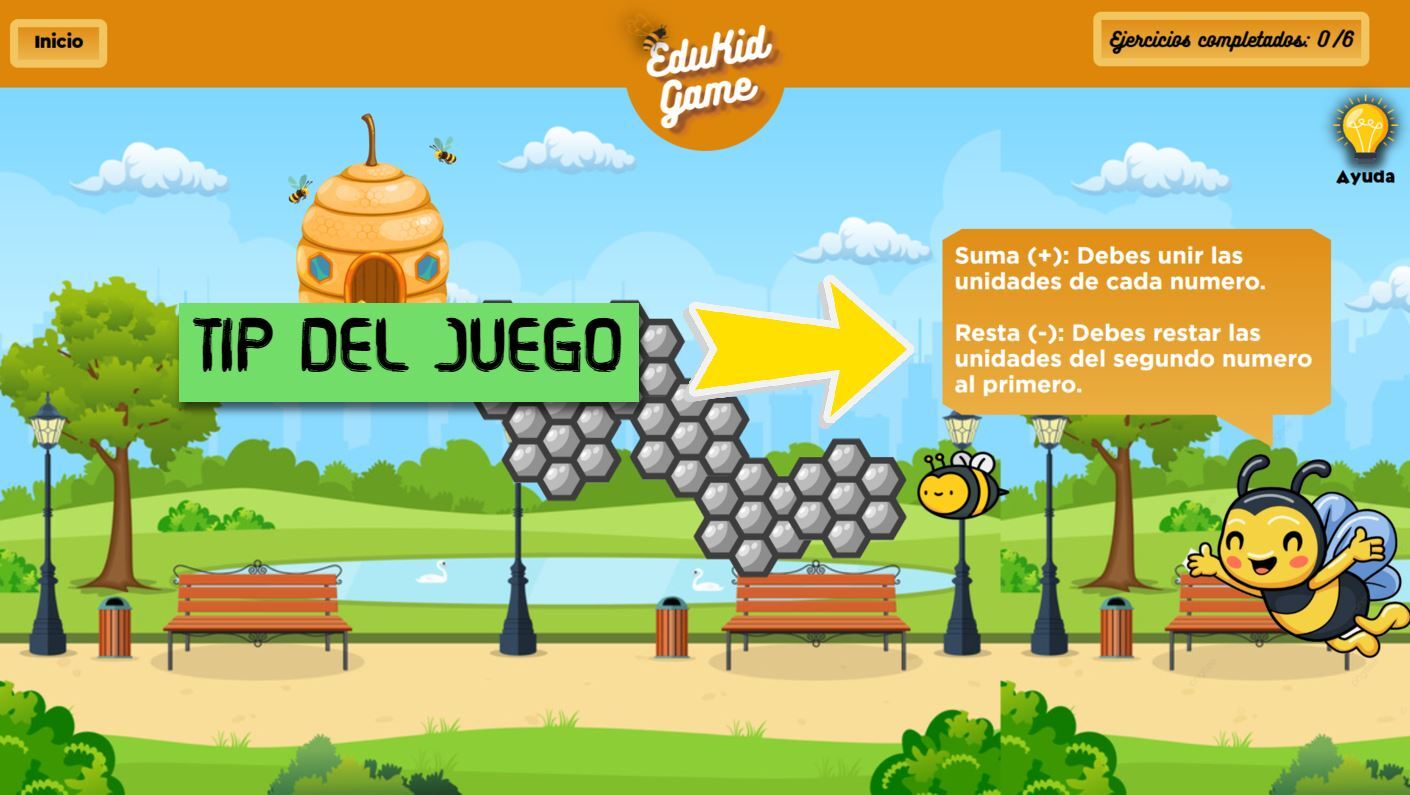 Inicio
EduKid
Game
Ejercicios completados: 0/6
Ayuda
Suma (+): Debes unir las
unidades de cada numero.
Resta (-): Debes restar las
unidades del segundo numero
al primero.
TIP DEL JUEGO